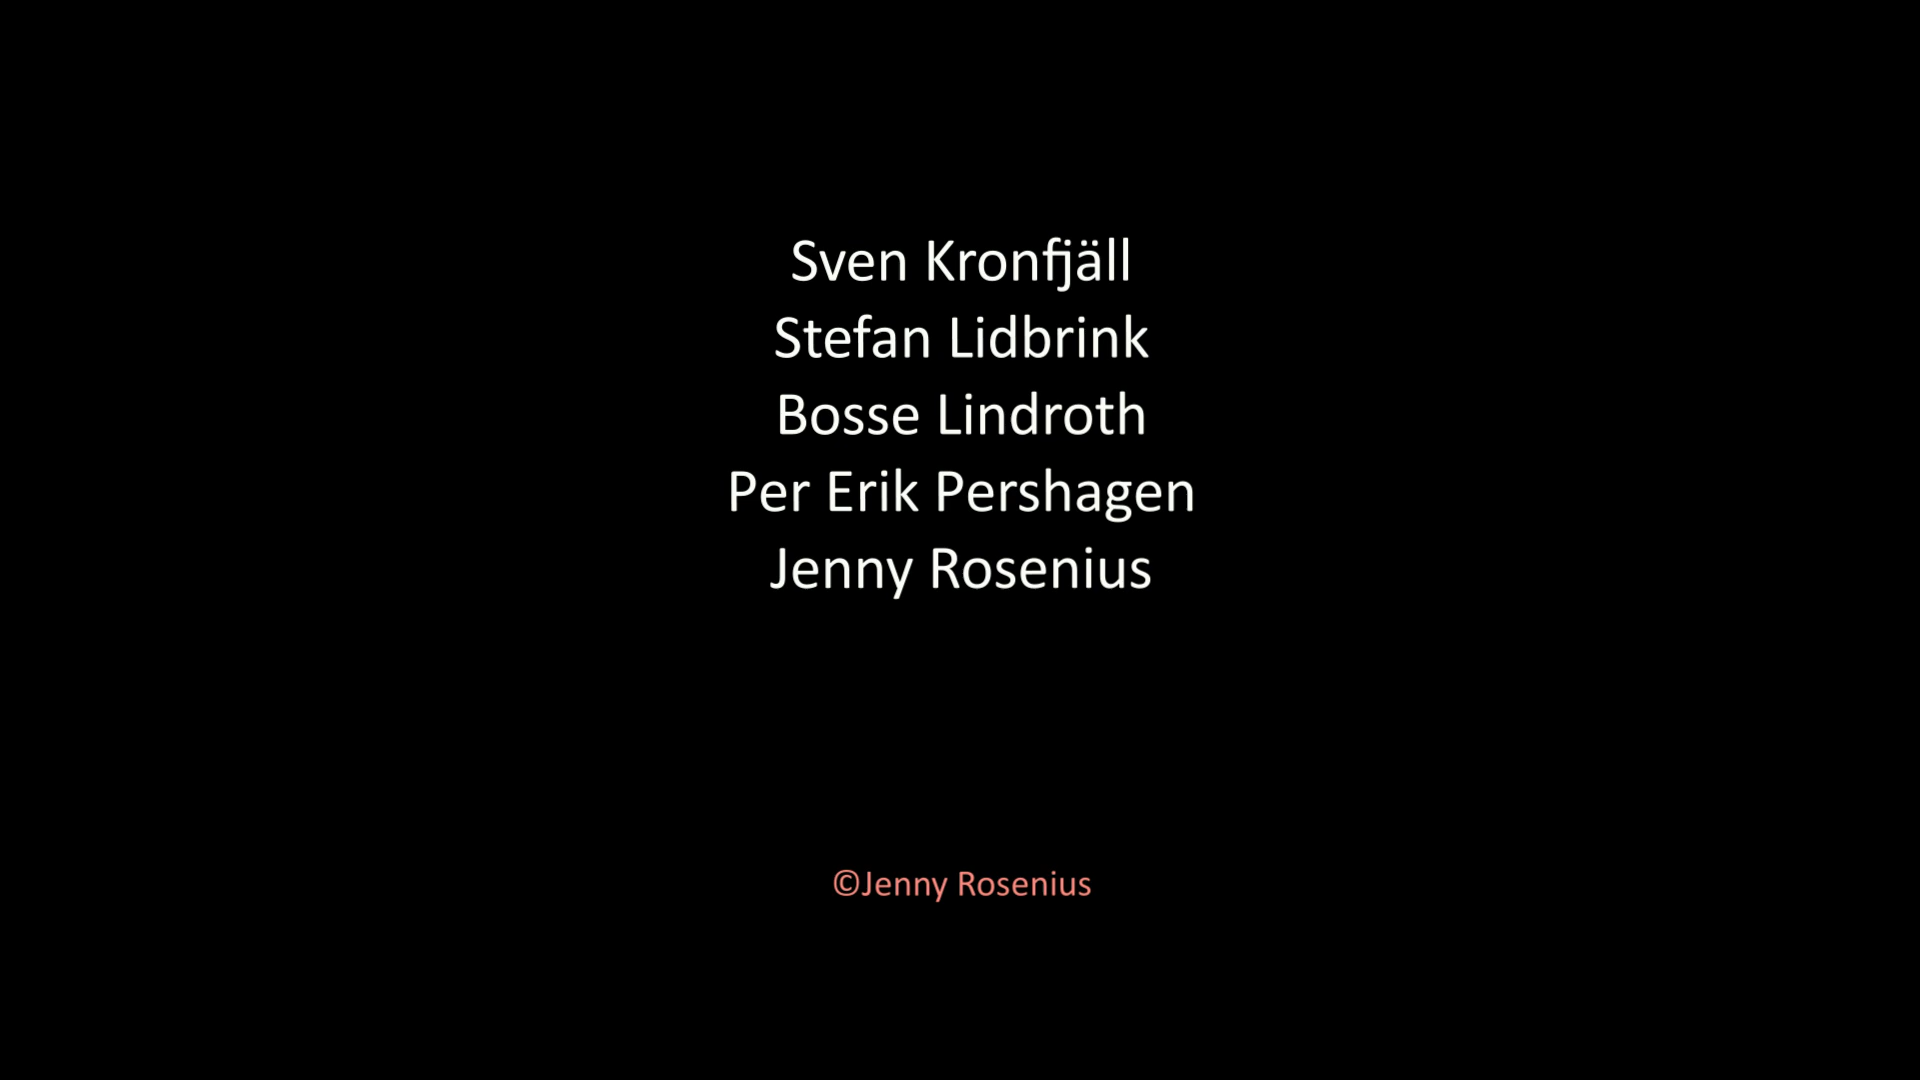 Sven Kronfjäll
Stefan Lidbrink
Bosse Lindroth
Per Erik Pershagen
Jenny Rosenius
©Jenny Rosenius